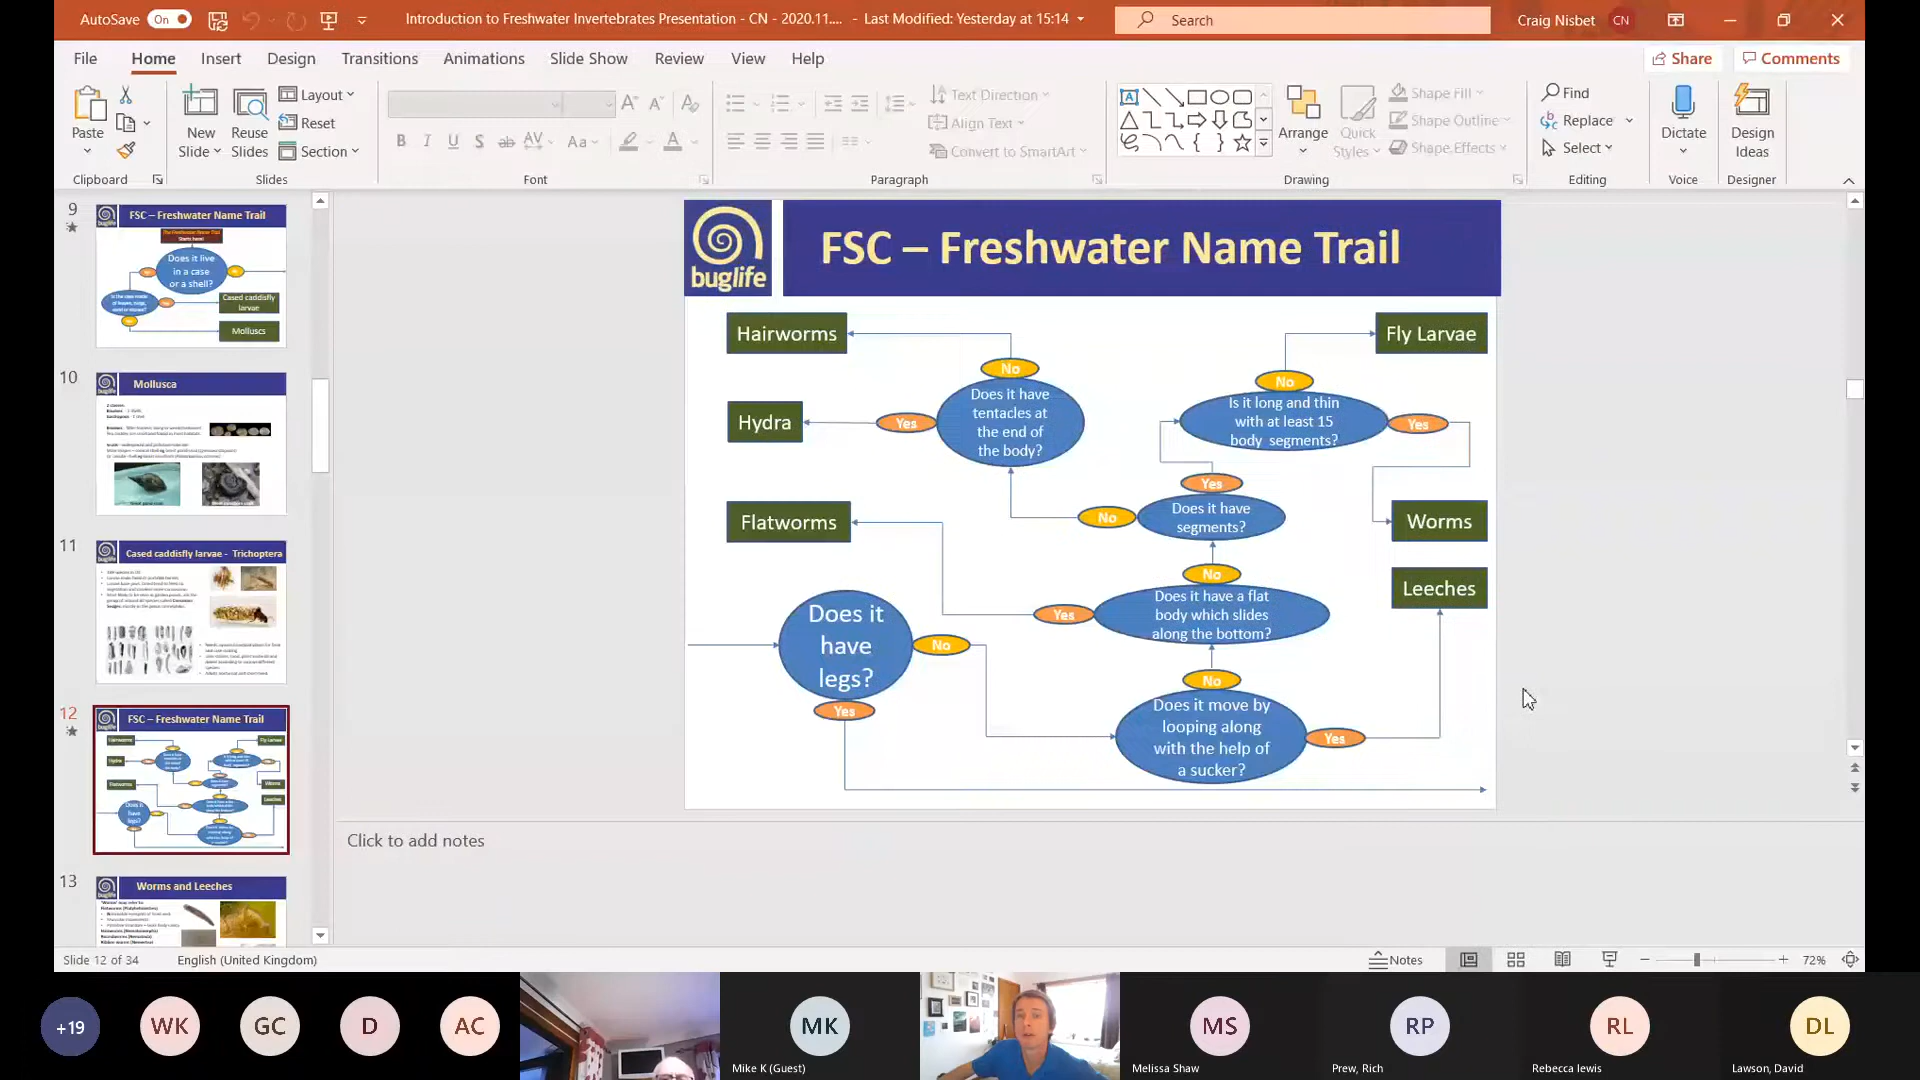 AutoSave On
Introduction to Freshwater Invertebrates Presentation - CN - 2020.11.... - Last Modified: Yesterday at 15:14
Search
Craig Nisbet CN
File Home Insert Design Transitions Animations Slide Show Review View Help
Share Comments
Paste
New Slide
Reuse Slides
Layout
Reset
Section
B I U S ab AV Aa A
Text Direction
Align Text
Convert to SmartArt
Arrange
Quick Styles
Shape Fill
Shape Outline
Shape Effects
Find
Replace
Select
Dictate
Design Ideas
Clipboard Slides Font Paragraph Drawing Editing Voice Designer
9
FSC – Freshwater Name Trail
Does it live
in a case
or a shell?
Cased caddisfly
larvae
Molluscs
10
Mollusca
11
Cased caddisfly larvae - Trichoptera
12
FSC – Freshwater Name Trail
13
Worms and Leeches
buglife
FSC – Freshwater Name Trail
Hairworms
Fly Larvae
No
No
Does it have
tentacles at
the end of
the body?
Hydra
Yes
Is it long and thin
with at least 15
body segments?
Yes
Yes
Flatworms
No
Does it have
segments?
Worms
No
Leeches
Does it have
legs?
Yes
Does it have a flat
body which slides
along the bottom?
No
No
Yes
Does it move by
looping along
with the help of
a sucker?
Yes
Click to add notes
Slide 12 of 34 English (United Kingdom) Notes 72%
+19 WK GC D AC MK MS RP RL DL
Mike K (Guest) Melissa Shaw Prew, Rich Rebecca lewis Lawson, David